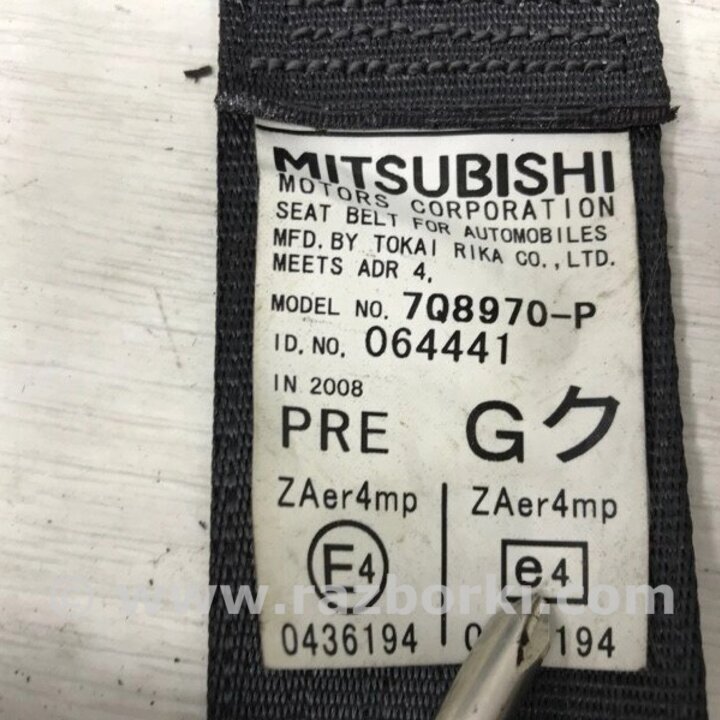 MITSUBISHI
MOTORS CORPORATION
SEAT BELT FOR AUTOMOBILES
MFD. BY TOKAI RIKA CO., LTD.
MEETS ADR 4,
MODEL NO. 7Q8970-P
ID. NO. 064441
IN 2008
PRE Gク
ZAer4mp ZAer4mp
E4 e4
© www.razborki.com
0436194 194